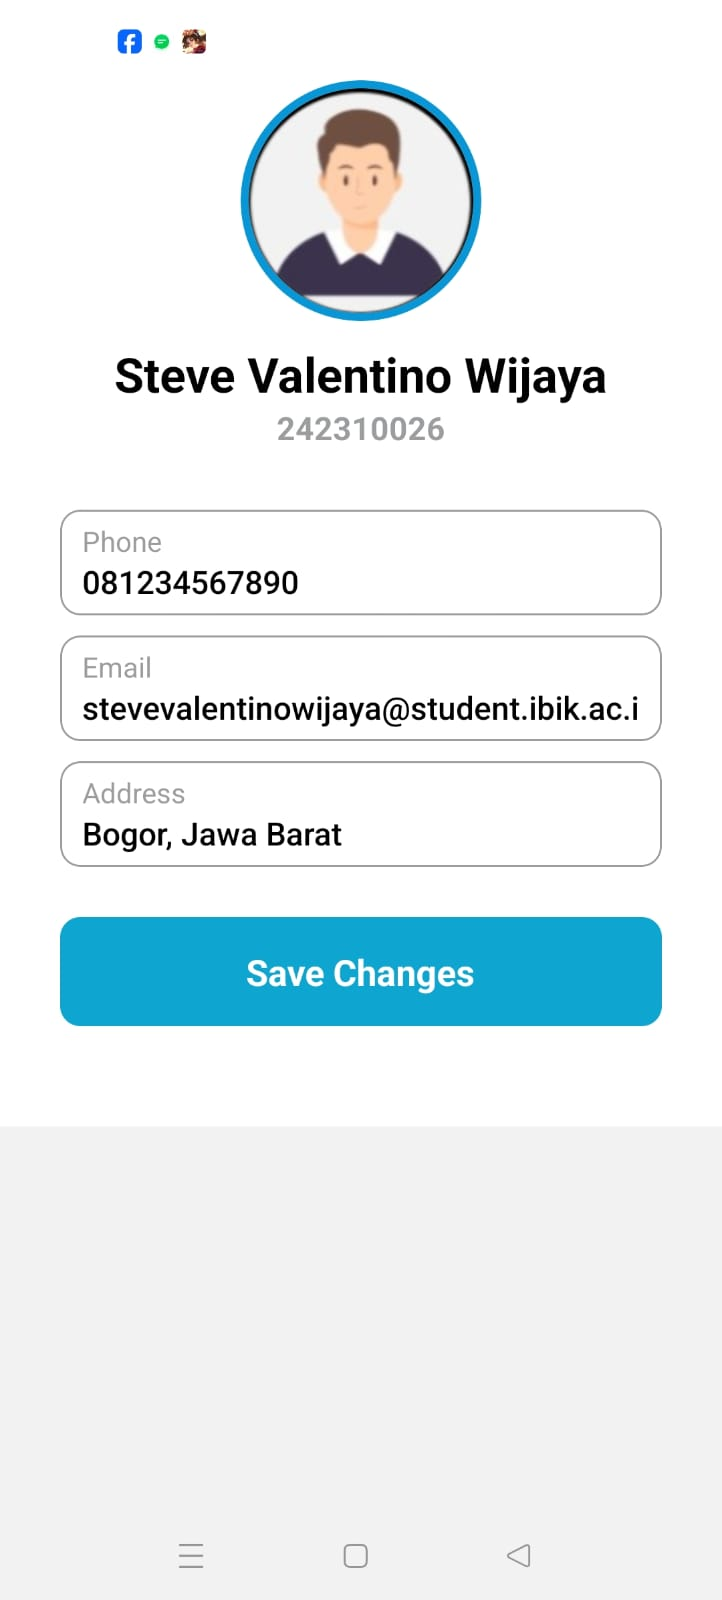 Steve Valentino Wijaya
242310026
Phone
081234567890
Email
stevevalentinowijaya@student.ibik.ac.i
Address
Bogor, Jawa Barat
Save Changes